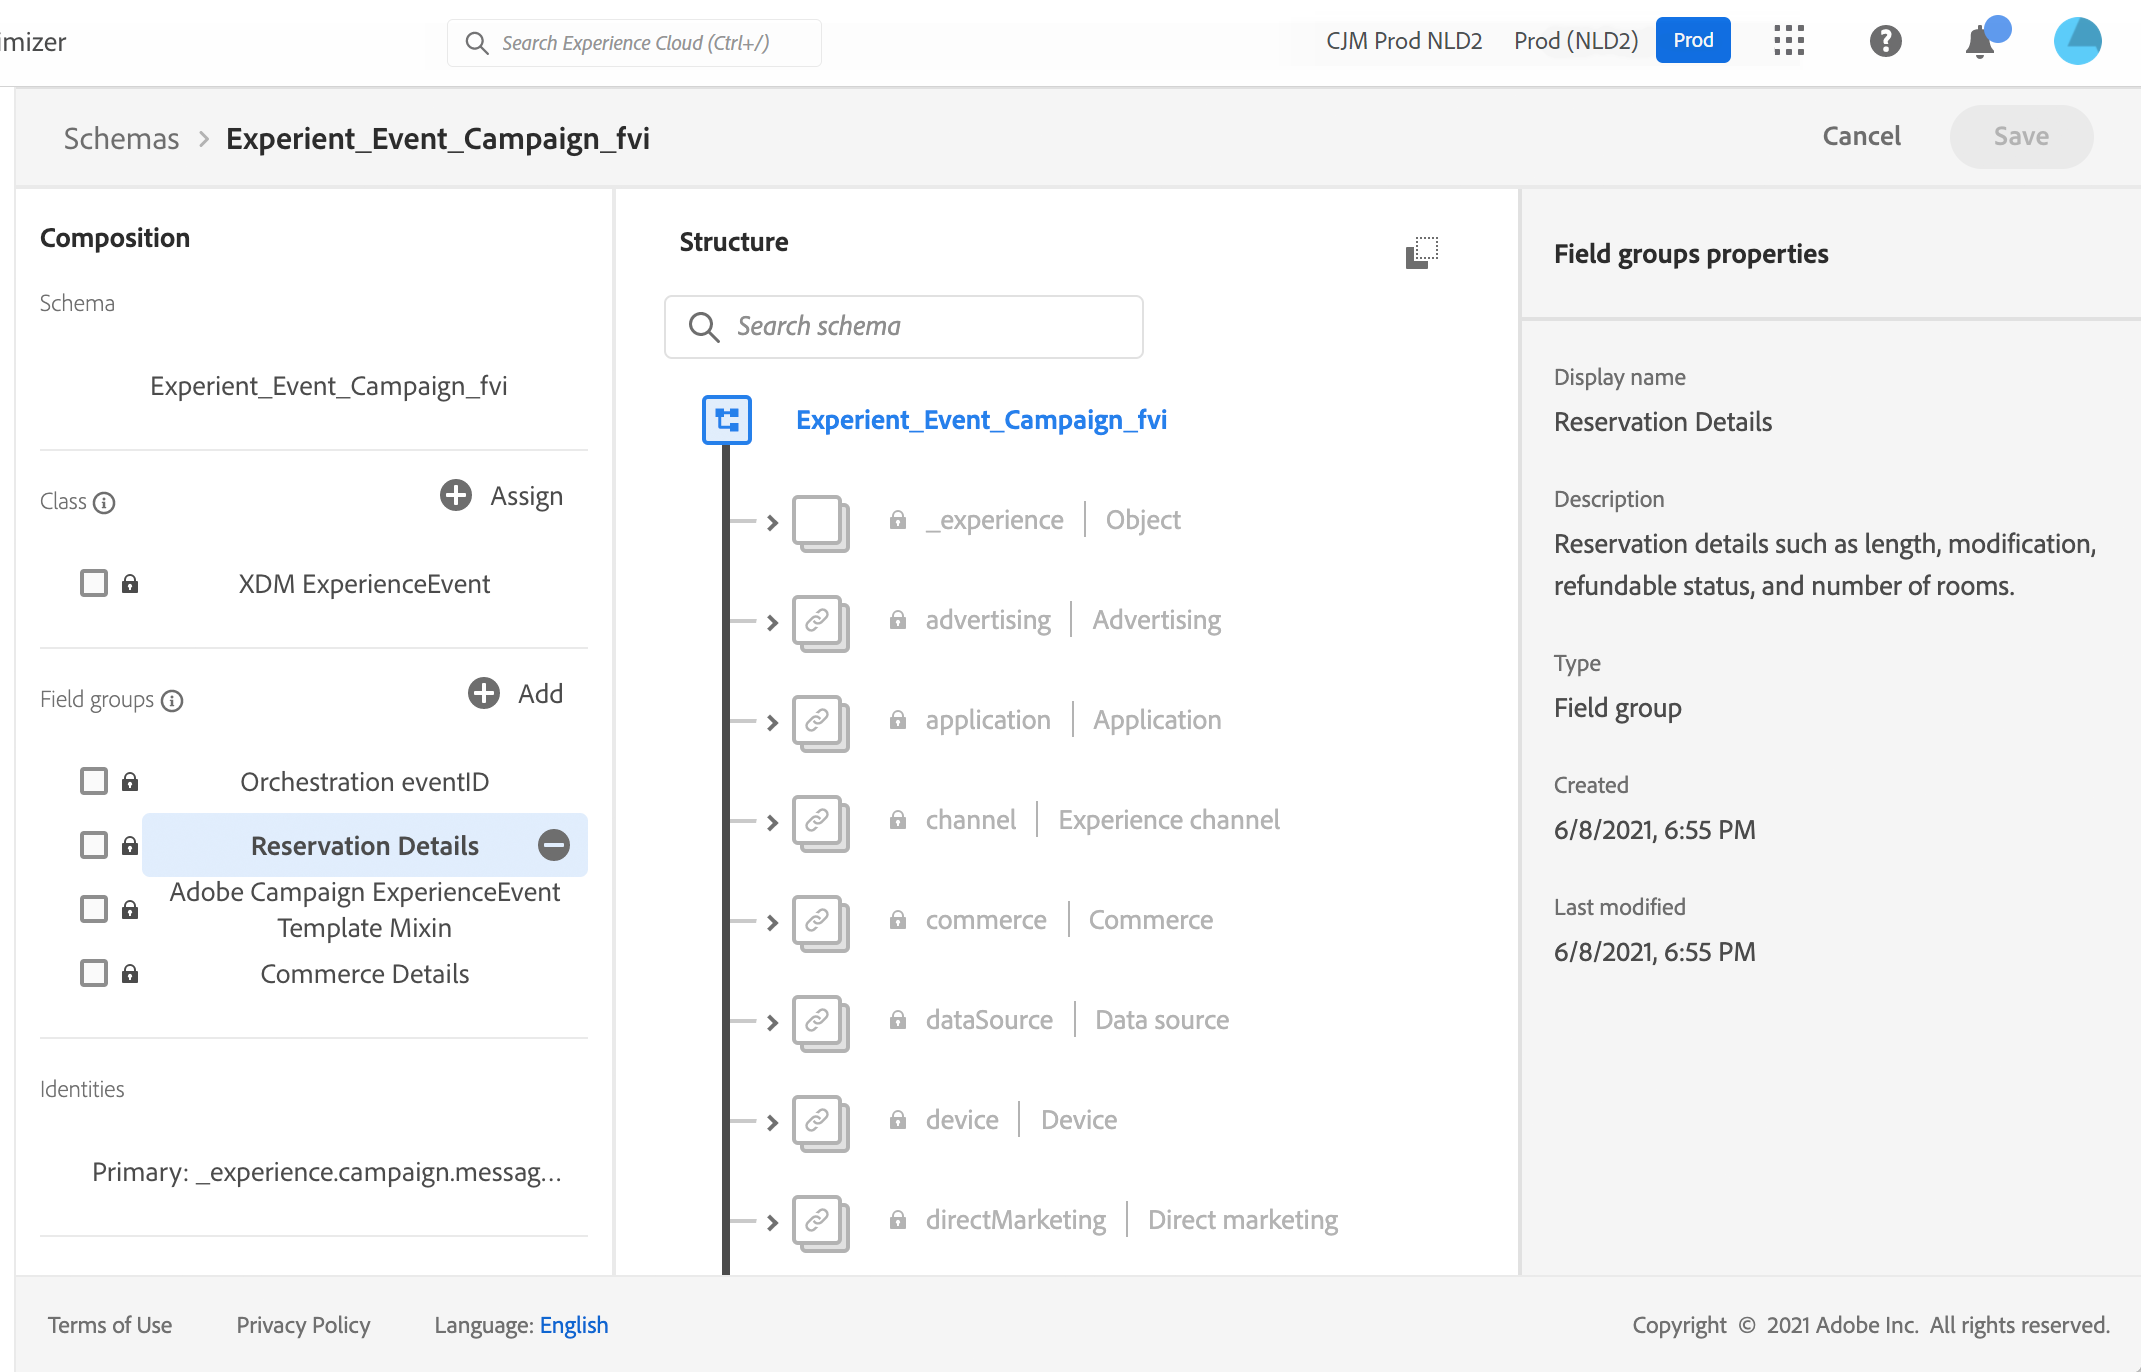 imizer
Search Experience Cloud (Ctrl+/)
CJM Prod NLD2
Prod (NLD2)
Prod
Schemas > Experient_Event_Campaign_fvi
Cancel
Save
Composition
Schema
Experient_Event_Campaign_fvi
Class
Assign
XDM ExperienceEvent
Field groups
Add
Orchestration eventID
Reservation Details
Adobe Campaign ExperienceEvent
Template Mixin
Commerce Details
Identities
Primary: _experience.campaign.messag...
Structure
Search schema
Experient_Event_Campaign_fvi
_experience | Object
advertising | Advertising
application | Application
channel | Experience channel
commerce | Commerce
dataSource | Data source
device | Device
directMarketing | Direct marketing
Field groups properties
Display name
Reservation Details
Description
Reservation details such as length, modification,
refundable status, and number of rooms.
Type
Field group
Created
6/8/2021, 6:55 PM
Last modified
6/8/2021, 6:55 PM
Terms of Use
Privacy Policy
Language: English
Copyright © 2021 Adobe Inc. All rights reserved.